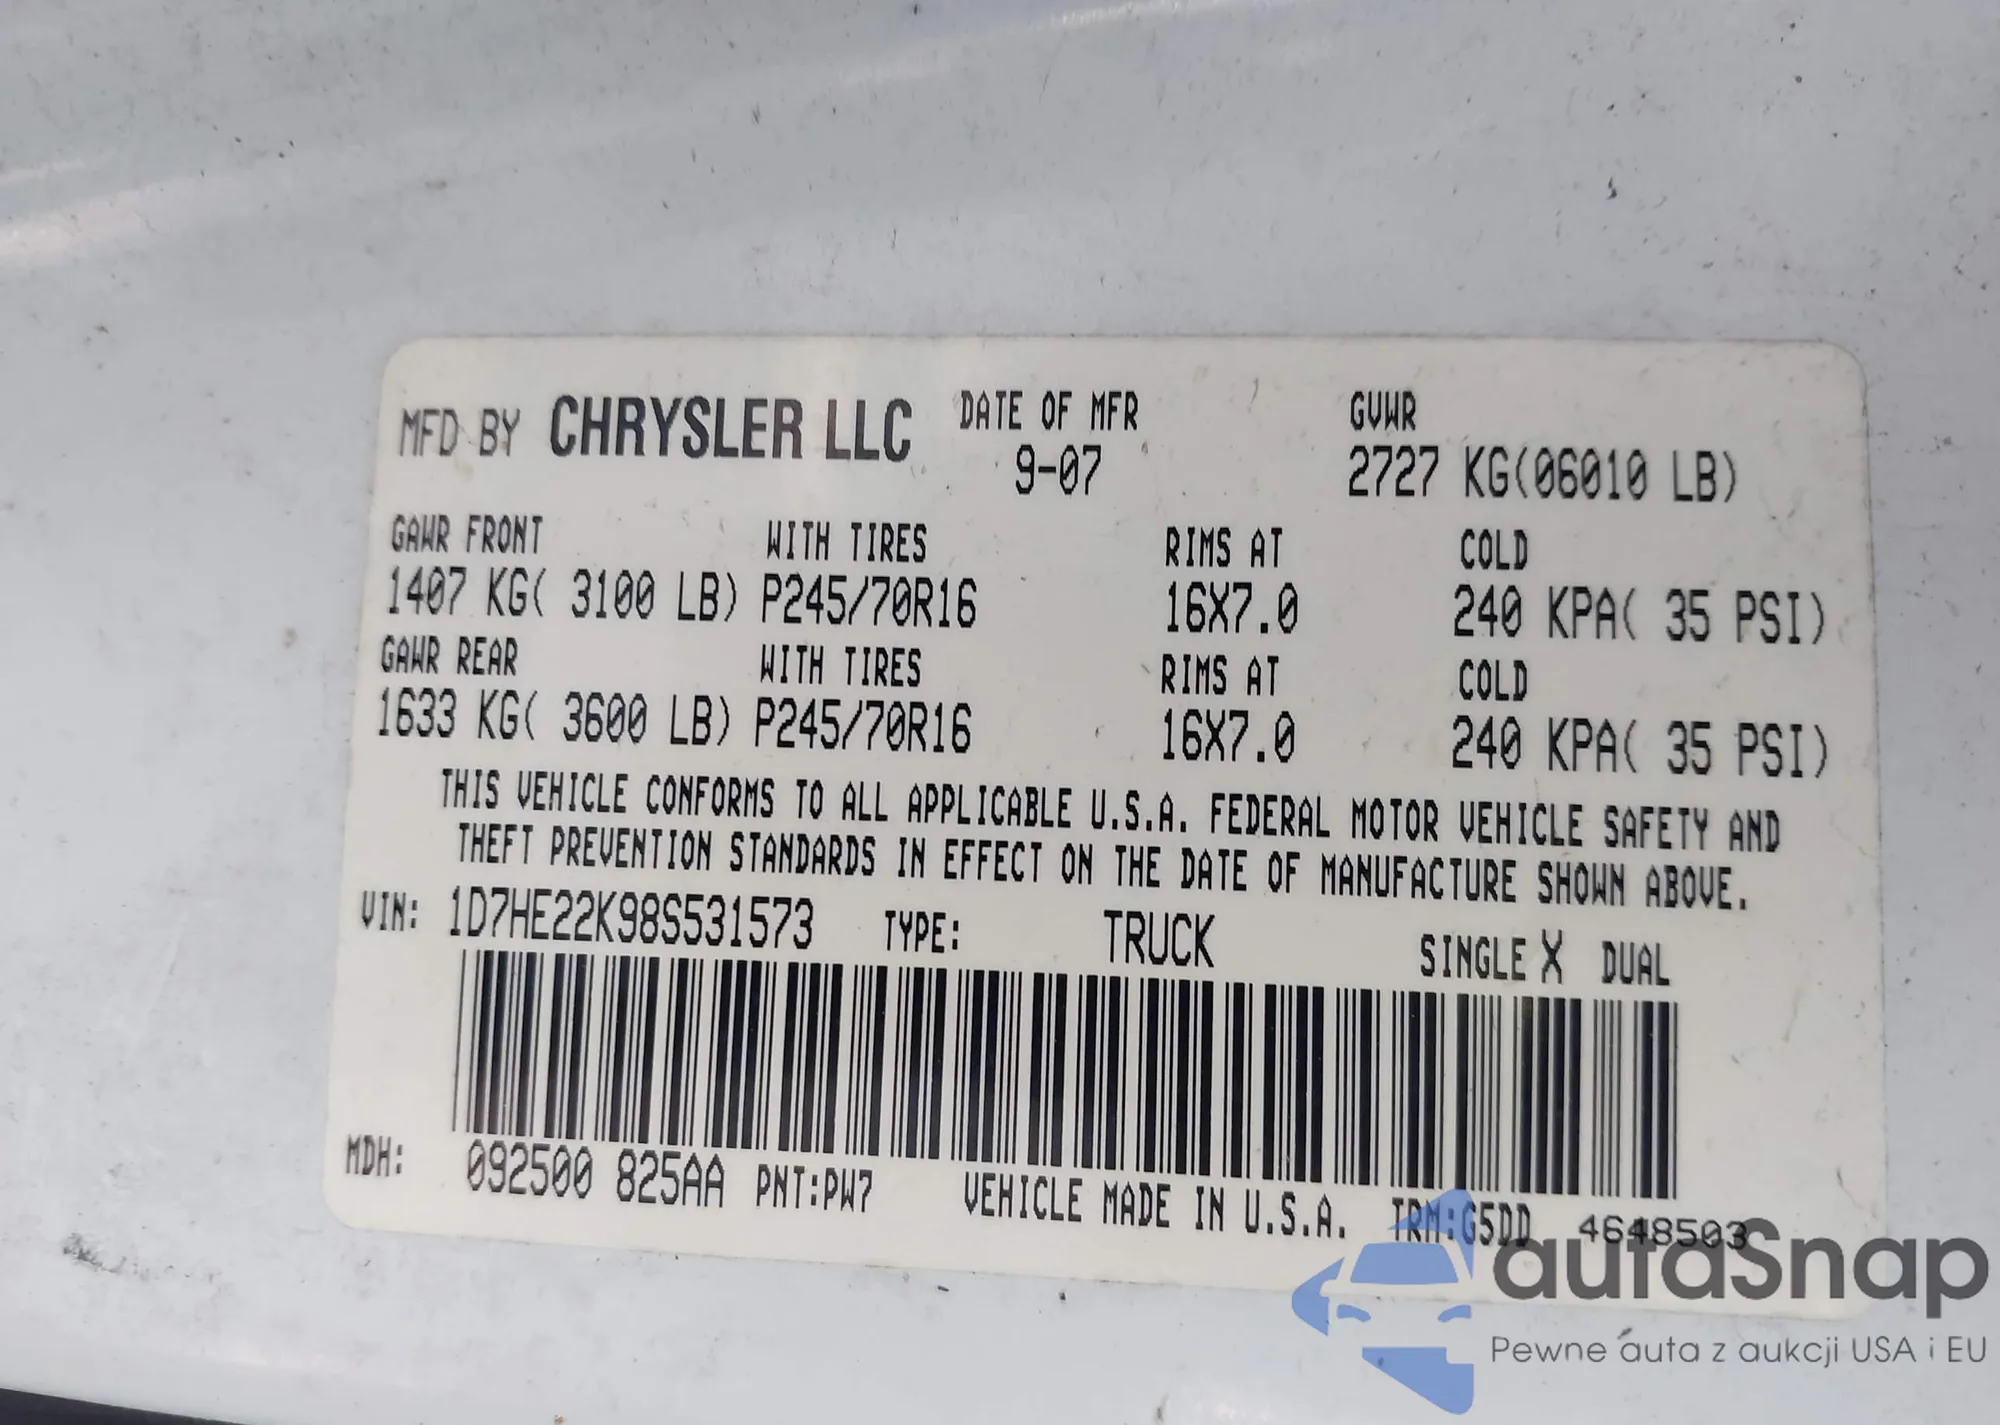 MFD BY CHRYSLER LLC DATE OF MFR GVWR
9-07 2727 KG(06010 LB)
GAWR FRONT WITH TIRES RIMS AT COLD
1407 KG( 3100 LB) P245/70R16 16X7.0 240 KPA( 35 PSI)
GAWR REAR WITH TIRES RIMS AT COLD
1633 KG( 3600 LB) P245/70R16 16X7.0 240 KPA( 35 PSI)
THIS VEHICLE CONFORMS TO ALL APPLICABLE U.S.A. FEDERAL MOTOR VEHICLE SAFETY AND
THEFT PREVENTION STANDARDS IN EFFECT ON THE DATE OF MANUFACTURE SHOWN ABOVE.
VIN: 1D7HE22K98S531573 TYPE: TRUCK SINGLE X DUAL
MDH: 092500 825AA PNT:PW7 VEHICLE MADE IN U.S.A. TRM:G5DD 4648503
autaSnap
Pewne auta z aukcji USA i EU